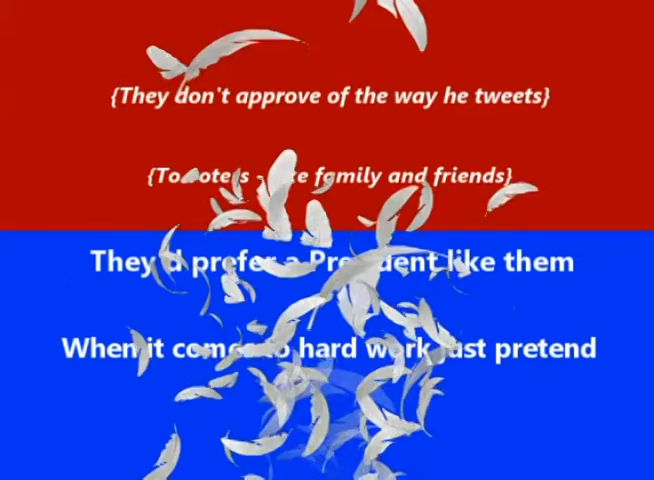 {They don't approve of the way he tweets}
{To voters - like family and friends}
They'd prefer a President like them
When it comes to hard work just pretend